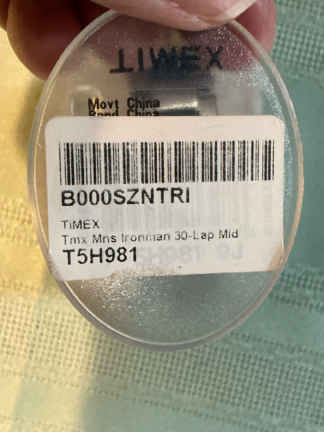 TIMEX
Movt China
Band China
B000SZNTRI
TiMEX
Tmx Mns Ironman 30-Lap Mid
T5H981